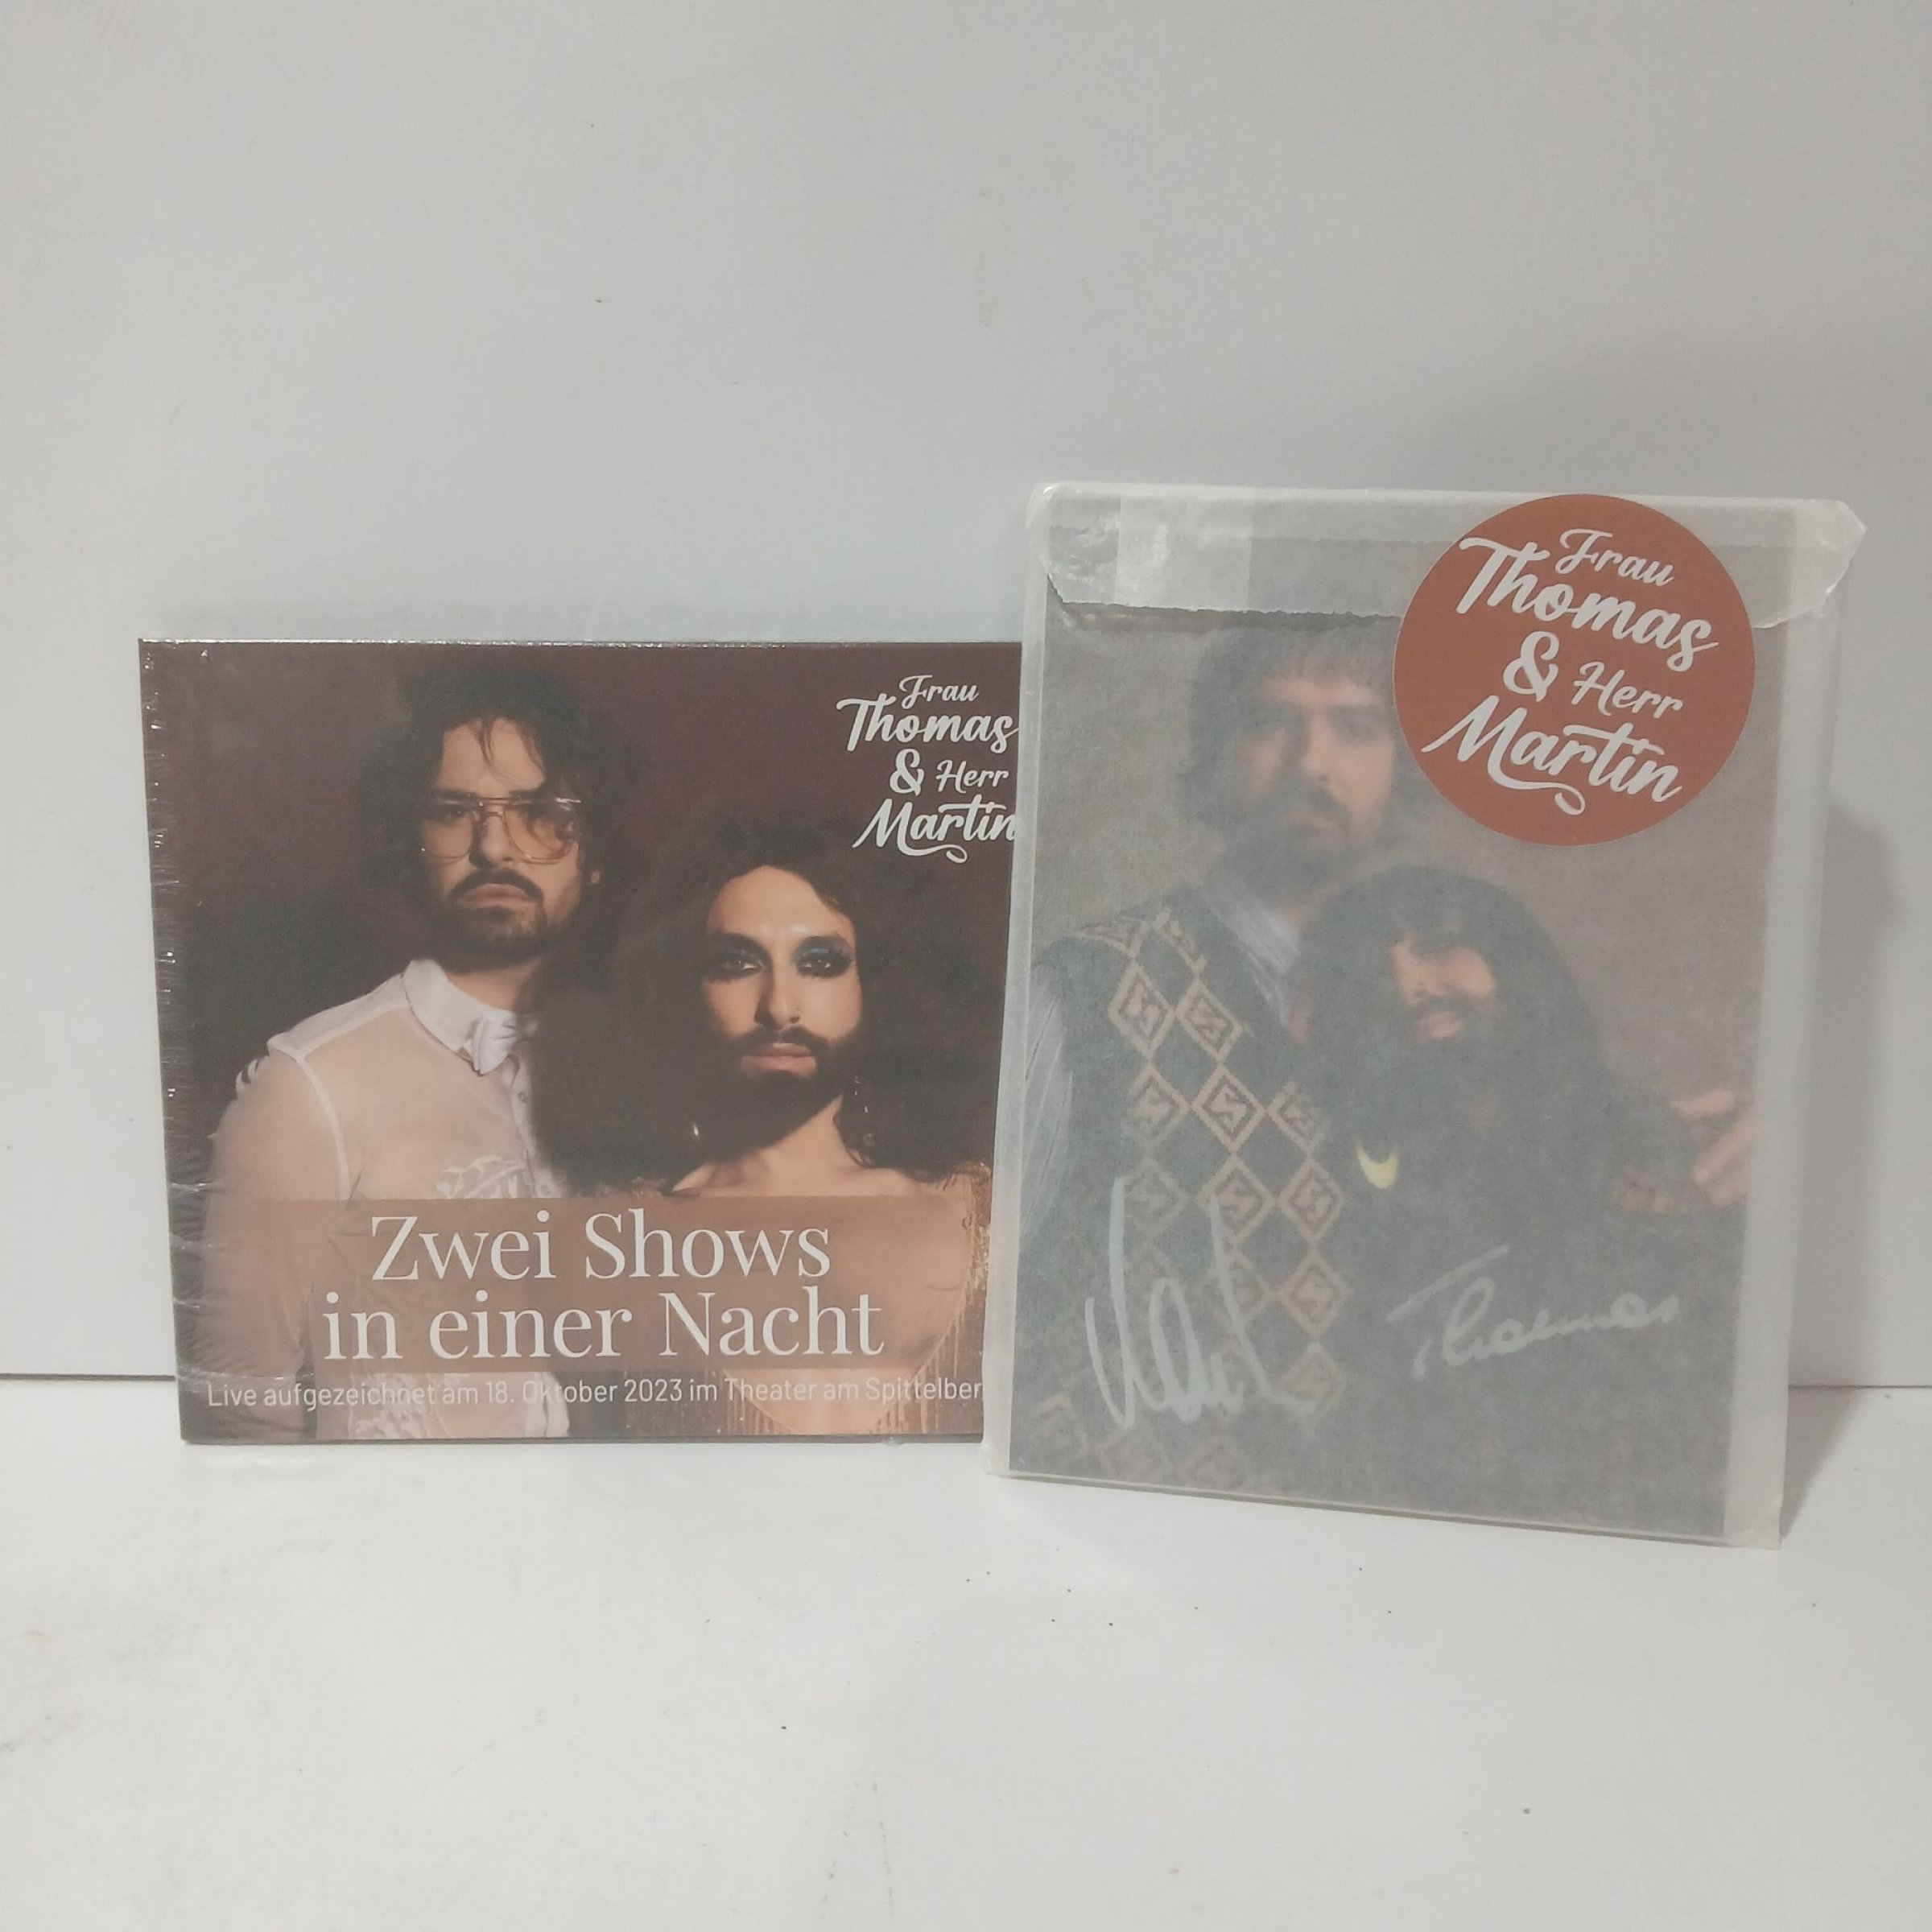 Frau
Thomas
& Herr
Martin
Zwei Shows
in einer Nacht
Live aufgezeichnet am 18. Oktober 2023 im Theater am Spittelber
Frau
Thomas
& Herr
Martin
Thomas